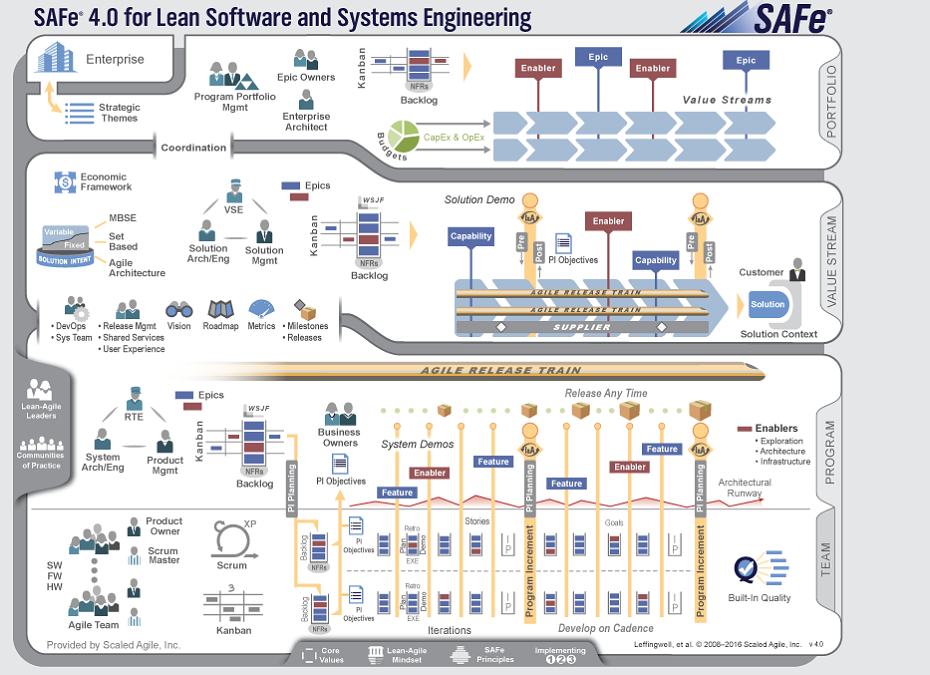 SAFe® 4.0 for Lean Software and Systems Engineering
SAFe®
Enterprise
Strategic
Themes
Program Portfolio
Mgmt
Epic Owners
Enterprise
Architect
Kanban
NFRs
Backlog
Enabler
Epic
Enabler
Epic
Value Streams
Budgets
CapEx & OpEx
PORTFOLIO
Coordination
Economic
Framework
Variable
Fixed
SOLUTION INTENT
MBSE
Set
Based
Agile
Architecture
VSE
Solution
Arch/Eng
Solution
Mgmt
Epics
Kanban
WSJF
NFRs
Backlog
Solution Demo
Capability
I&A
Pre
Post
PI Objectives
Enabler
Capability
I&A
Pre
Post
AGILE RELEASE TRAIN
AGILE RELEASE TRAIN
SUPPLIER
Customer
Solution
Solution Context
VALUE STREAM
• DevOps
• Sys Team
• Release Mgmt
• Shared Services
• User Experience
Vision
Roadmap
Metrics
• Milestones
• Releases
Lean-Agile
Leaders
Communities
of Practice
AGILE RELEASE TRAIN
RTE
System
Arch/Eng
Product
Mgmt
Epics
Kanban
WSJF
NFRs
Backlog
PI Planning
Business
Owners
PI Objectives
Release Any Time
System Demos
Feature
Enabler
Feature
I&A
PI Planning
Feature
Enabler
Feature
I&A
PI Planning
Enablers
• Exploration
• Architecture
• Infrastructure
Architectural
Runway
PROGRAM
SW
FW
HW
Product
Owner
Scrum
Master
Agile Team
XP
Scrum
3
Kanban
Backlog
NFRs
PI
Objectives
Plan
Retro
EXE
Demo
Stories
I
P
Goals
I
P
Backlog
NFRs
PI
Objectives
Plan
Retro
EXE
Demo
I
P
I
P
Program Increment
Program Increment
Built-In Quality
TEAM
Iterations
Develop on Cadence
Provided by Scaled Agile, Inc.
Leffingwell, et al. © 2008–2016 Scaled Agile, Inc. v 4.0
Core
Values
Lean-Agile
Mindset
SAFe
Principles
Implementing
1 2 3